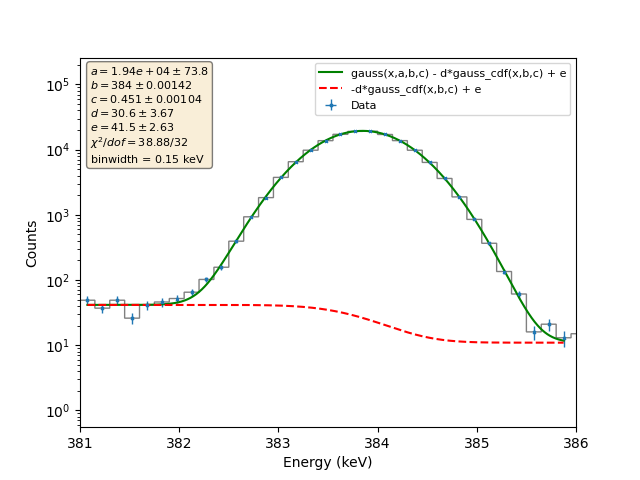 a = 1.94e + 04 ± 73.8
b = 384 ± 0.00142
c = 0.451 ± 0.00104
d = 30.6 ± 3.67
e = 41.5 ± 2.63
χ²/dof = 38.88/32
binwidth = 0.15 keV
gauss(x,a,b,c) - d*gauss_cdf(x,b,c) + e
-d*gauss_cdf(x,b,c) + e
Data
10⁵
10⁴
10³
10²
10¹
10⁰
Counts
381 382 383 384 385 386
Energy (keV)